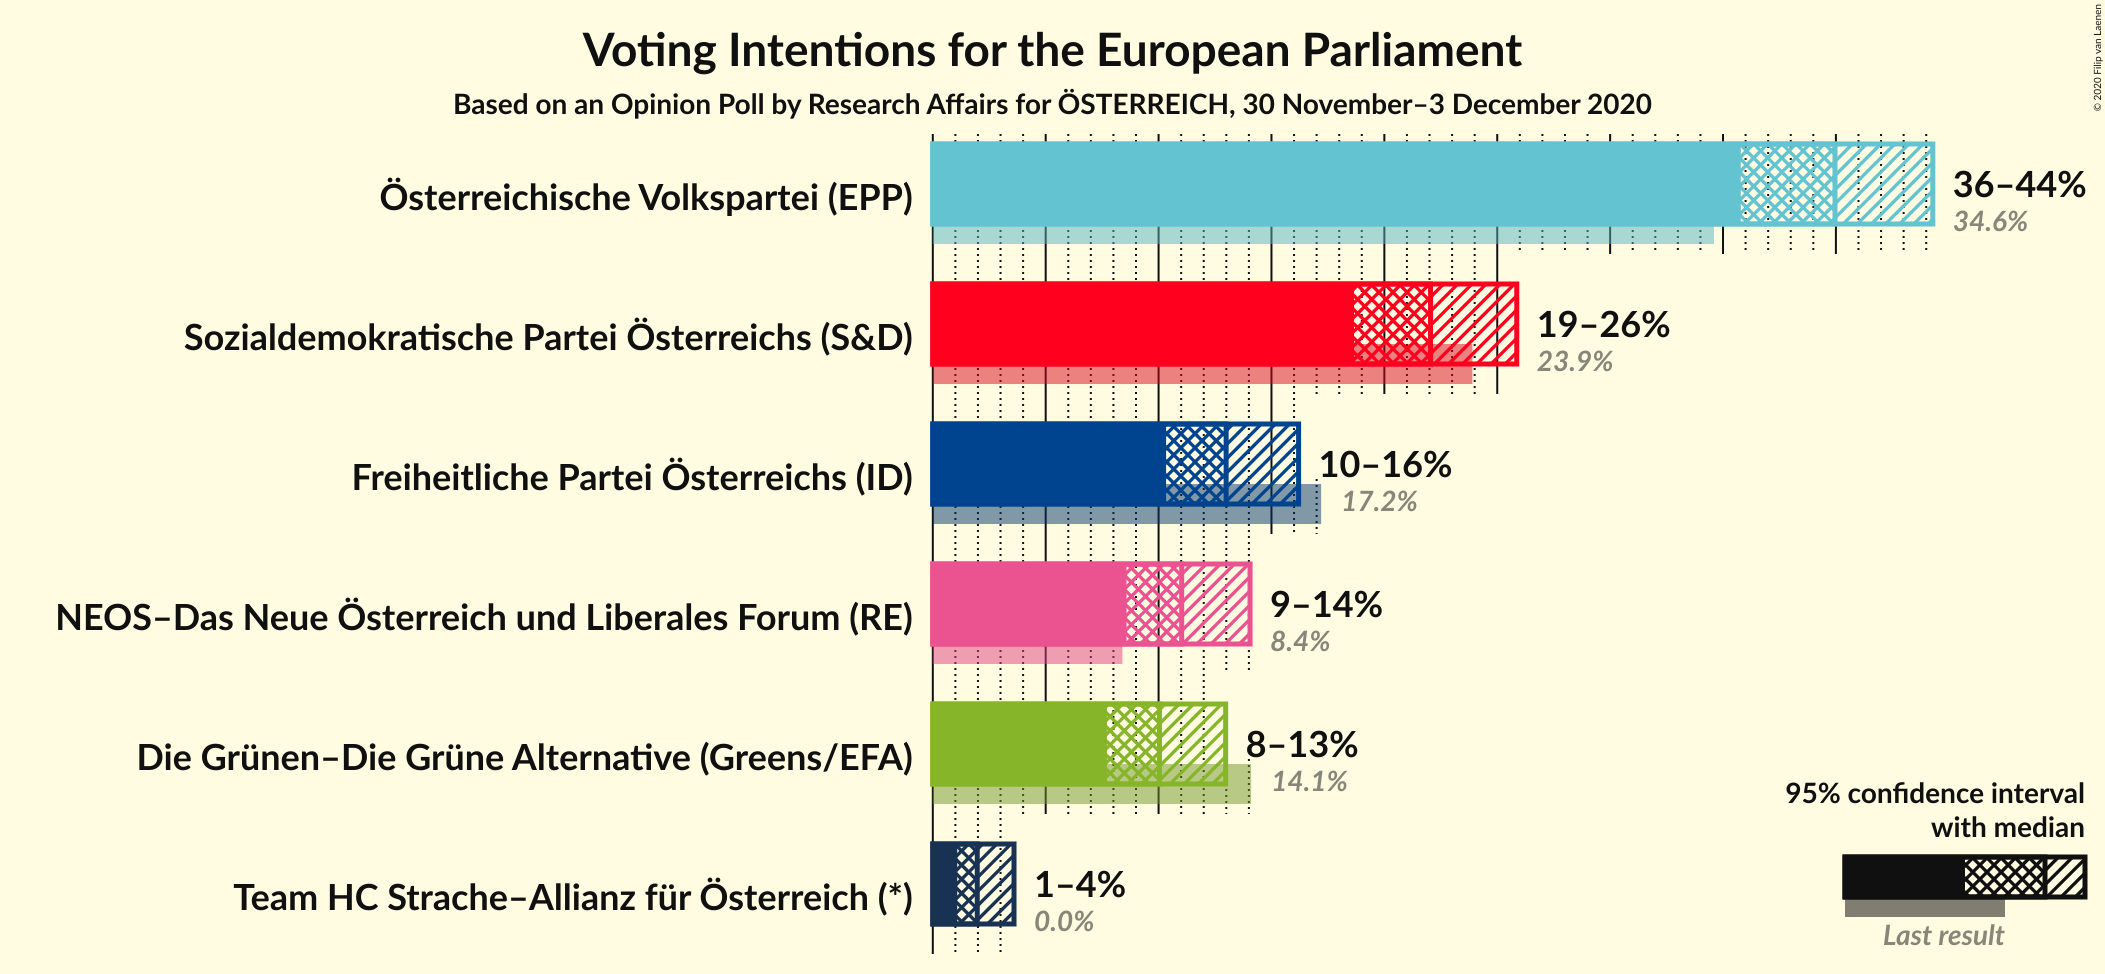 Voting Intentions for the European Parliament
Based on an Opinion Poll by Research Affairs for ÖSTERREICH, 30 November–3 December 2020
© 2020 Filip van Laenen
Österreichische Volkspartei (EPP)
36–44%
34.6%
Sozialdemokratische Partei Österreichs (S&D)
19–26%
23.9%
Freiheitliche Partei Österreichs (ID)
10–16%
17.2%
NEOS–Das Neue Österreich und Liberales Forum (RE)
9–14%
8.4%
Die Grünen–Die Grüne Alternative (Greens/EFA)
8–13%
14.1%
Team HC Strache–Allianz für Österreich (*)
1–4%
0.0%
95% confidence interval
with median
Last result